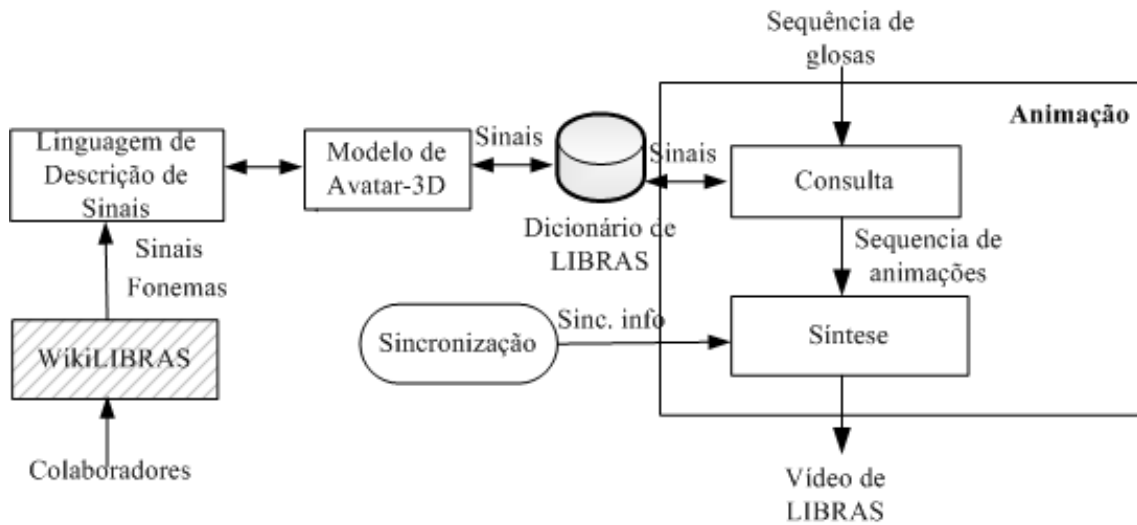 Sequência de
glosas
Animação
Linguagem de
Descrição de
Sinais
Modelo de
Avatar-3D
Sinais
Sinais
Consulta
Dicionário de
LIBRAS
Sinais
Fonemas
Sequencia de
animações
WikiLIBRAS
Sincronização
Sinc. info
Síntese
Colaboradores
Vídeo de
LIBRAS